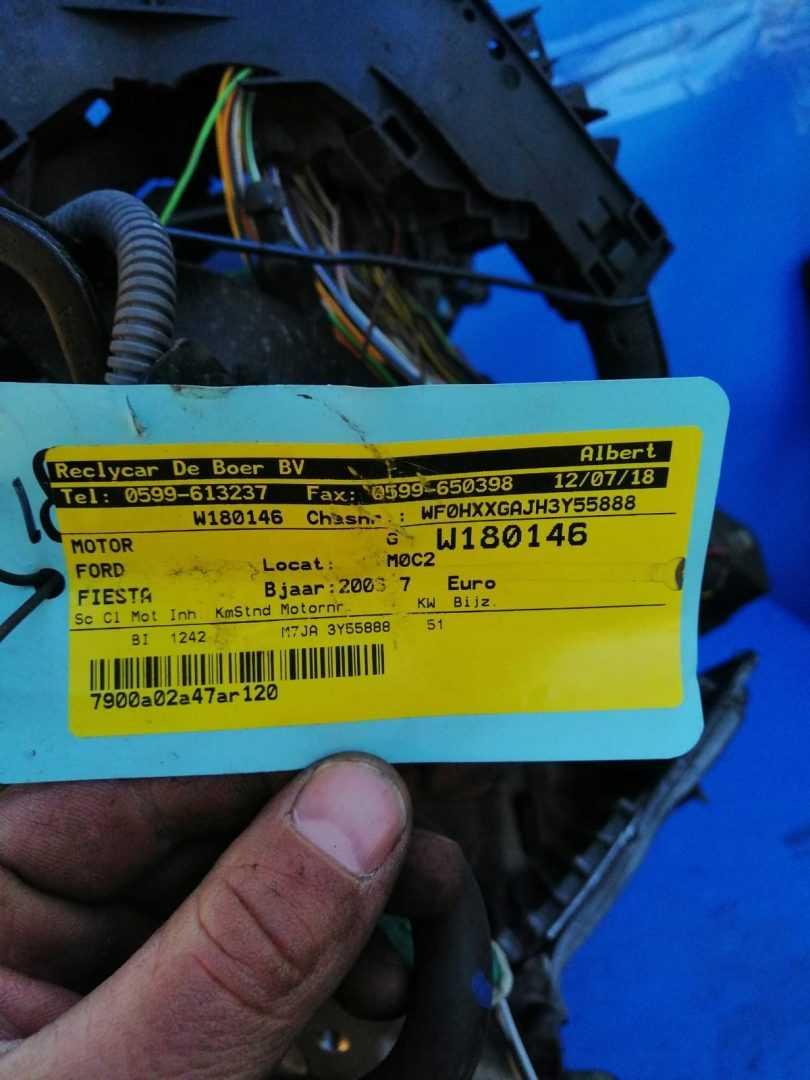 Reclycar De Boer BV Albert
Tel: 0599-613237 Fax: 0599-650398 12/07/18
W180146 Chasnr.: WF0HXXGAJH3Y55888
MOTOR G W180146
FORD Locat: M0C2
FIESTA Bjaar: 7 Euro
Sc Cl Mot Inh KmStnd Motornr. KW Bijz.
BI 1242 M7JA 3Y55888 51
7900a02a47ar120